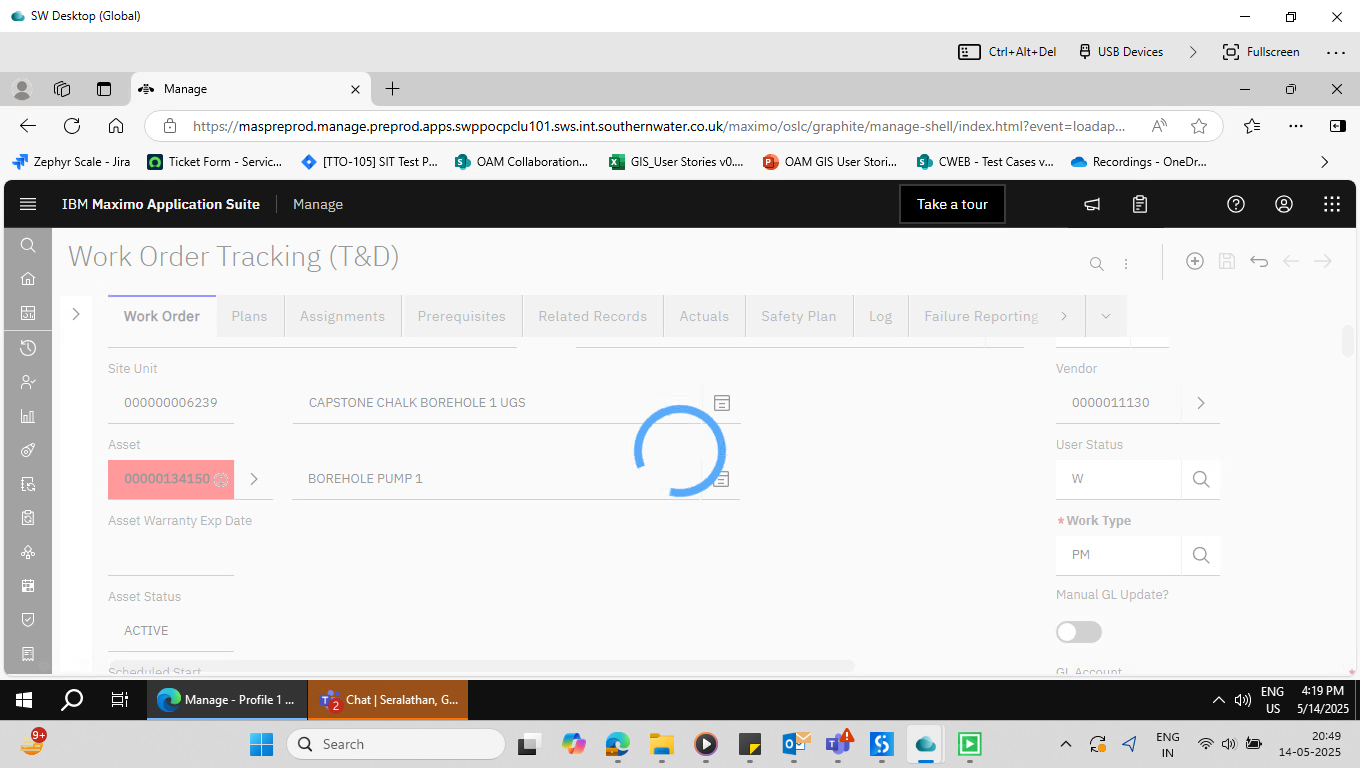 SW Desktop (Global)
Ctrl+Alt+Del USB Devices Fullscreen
Manage
https://maspreprod.manage.preprod.apps.swppocpclu101.sws.int.southernwater.co.uk/maximo/oslc/graphite/manage-shell/index.html?event=loadap...
Zephyr Scale - Jira Ticket Form - Servic... [TTO-105] SIT Test P... OAM Collaboration... GIS_User Stories v0.... OAM GIS User Stori... CWEB - Test Cases v... Recordings - OneDr...
IBM Maximo Application Suite Manage Take a tour
Work Order Tracking (T&D)
Work Order Plans Assignments Prerequisites Related Records Actuals Safety Plan Log Failure Reporting
Site Unit Vendor
000000006239 CAPSTONE CHALK BOREHOLE 1 UGS 0000011130
Asset User Status
00000134150 BOREHOLE PUMP 1 W
Asset Warranty Exp Date *Work Type
PM
Asset Status Manual GL Update?
ACTIVE
Scheduled Start GL Account *
Manage - Profile 1 ... 2 Chat | Seralathan, G... ENG 4:19 PM
US 5/14/2025
9+ Search ENG 20:49
IN 14-05-2025